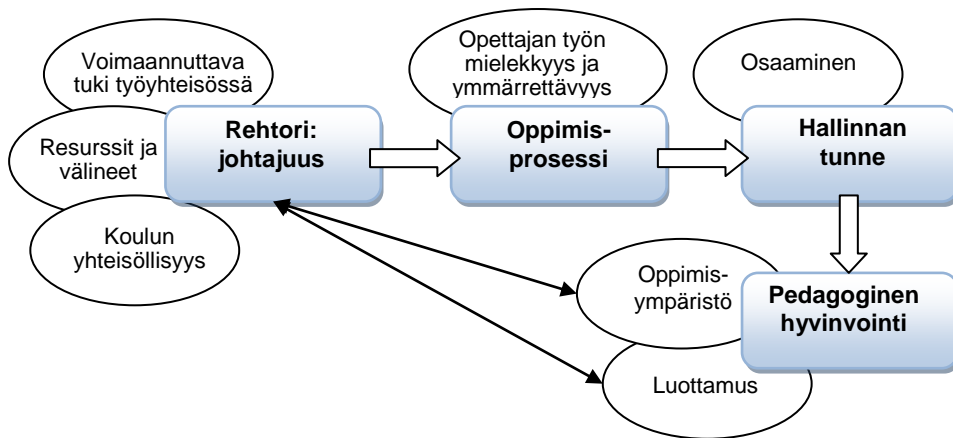 Voimaannuttava
tuki työyhteisössä
Opettajan työn
mielekkyys ja
ymmärrettävyys
Osaaminen
Resurssit ja
välineet
Rehtori:
johtajuus
Oppimis-
prosessi
Hallinnan
tunne
Koulun
yhteisöllisyys
Oppimis-
ympäristö
Pedagoginen
hyvinvointi
Luottamus